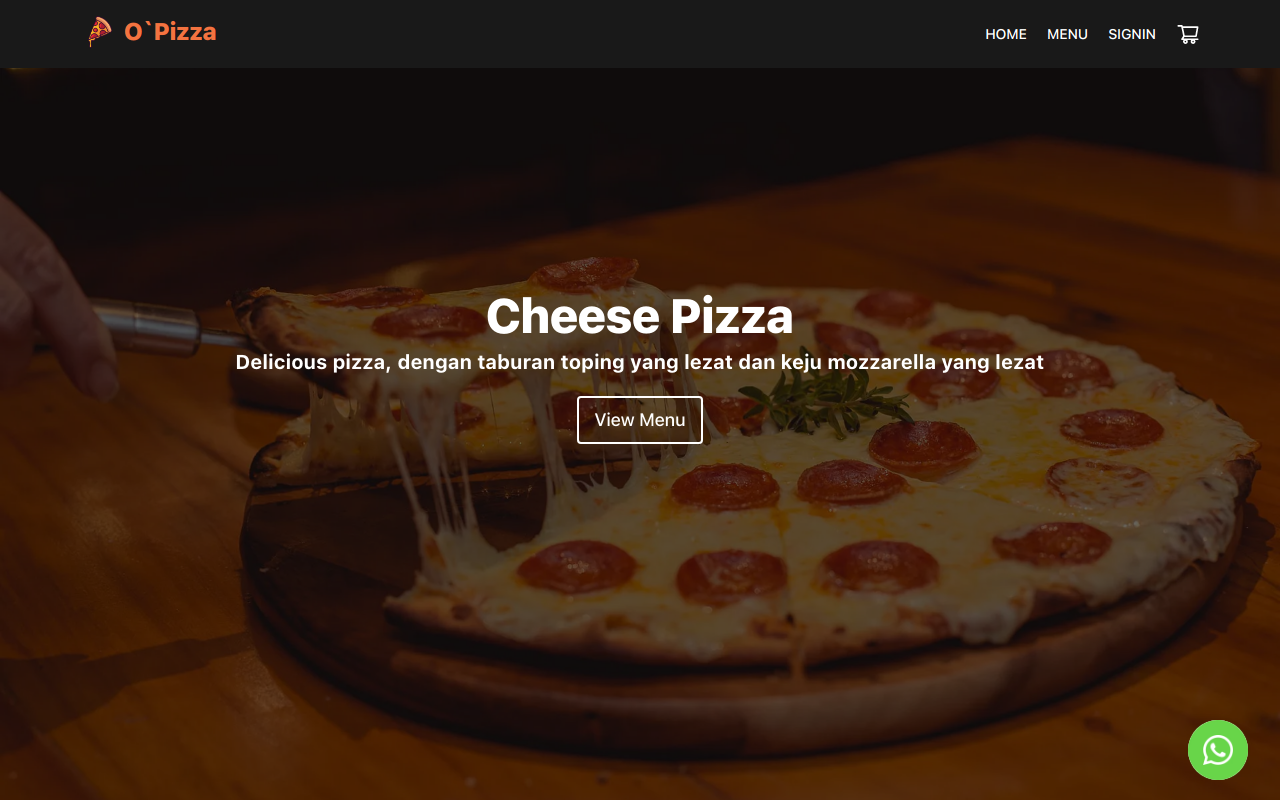 O`Pizza
HOME MENU SIGNIN
Cheese Pizza
Delicious pizza, dengan taburan toping yang lezat dan keju mozzarella yang lezat
View Menu